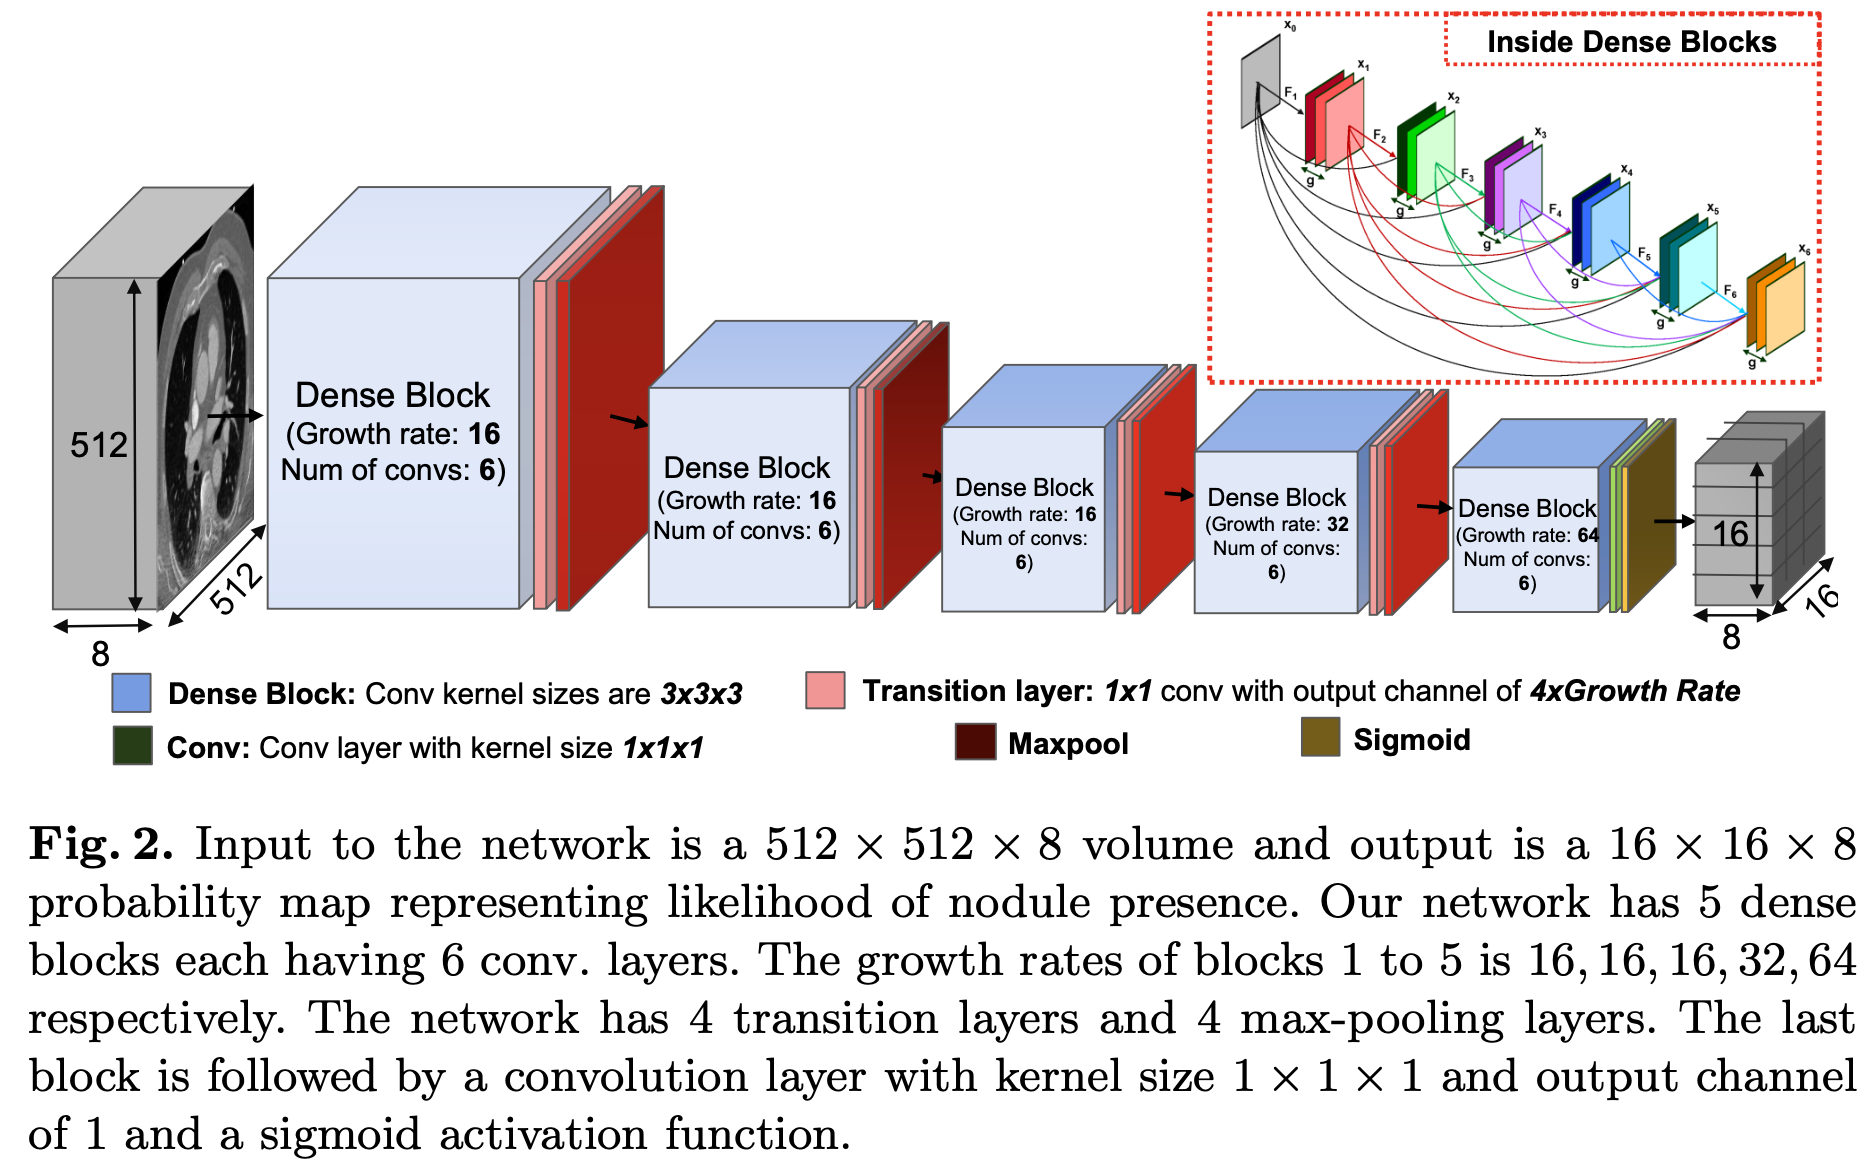 Inside Dense Blocks
x0
F1
x1
g
F2
x2
g
F3
x3
g
F4
x4
g
F5
x5
g
F6
x6
g
512
512
8
Dense Block
(Growth rate: 16
Num of convs: 6)
Dense Block
(Growth rate: 16
Num of convs: 6)
Dense Block
(Growth rate: 16
Num of convs:
6)
Dense Block
(Growth rate: 32
Num of convs:
6)
Dense Block
(Growth rate: 64
Num of convs:
6)
16
16
8
Dense Block: Conv kernel sizes are 3x3x3
Transition layer: 1x1 conv with output channel of 4xGrowth Rate
Conv: Conv layer with kernel size 1x1x1
Maxpool
Sigmoid
Fig. 2. Input to the network is a 512 × 512 × 8 volume and output is a 16 × 16 × 8
probability map representing likelihood of nodule presence. Our network has 5 dense
blocks each having 6 conv. layers. The growth rates of blocks 1 to 5 is 16, 16, 16, 32, 64
respectively. The network has 4 transition layers and 4 max-pooling layers. The last
block is followed by a convolution layer with kernel size 1 × 1 × 1 and output channel
of 1 and a sigmoid activation function.